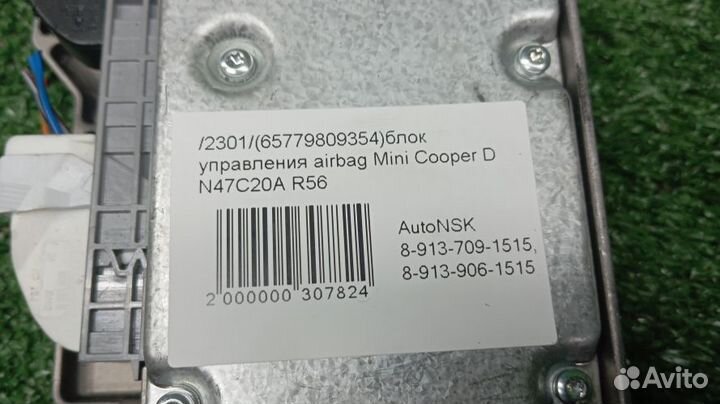 /2301/(65779809354)блок
управления airbag Mini Cooper D
N47C20A R56
AutoNSK
8-913-709-1515,
8-913-906-1515
2 000000 307824
Avito